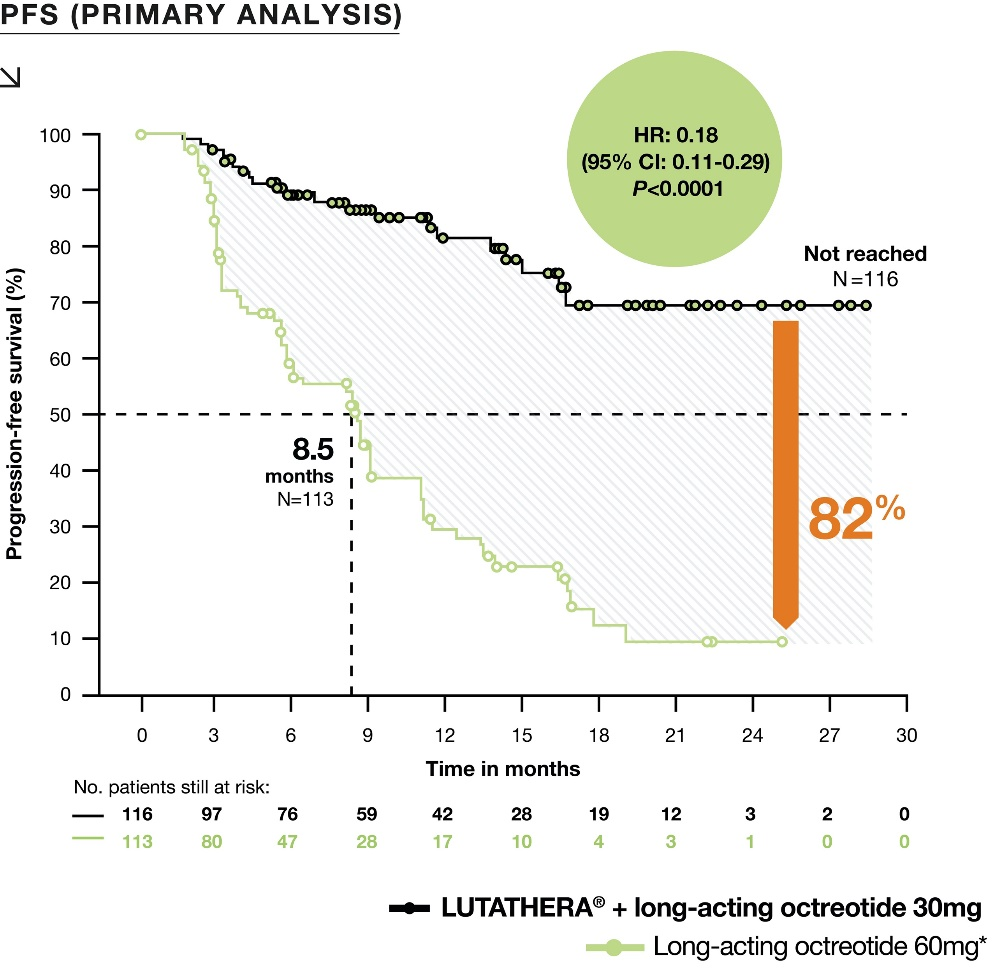 PFS (PRIMARY ANALYSIS)
HR: 0.18
(95% CI: 0.11-0.29)
P<0.0001
Not reached
N=116
Progression-free survival (%)
100
90
80
70
60
50
40
30
20
10
0
8.5
months
N=113
82%
0 3 6 9 12 15 18 21 24 27 30
Time in months
No. patients still at risk:
116 97 76 59 42 28 19 12 3 2 0
113 80 47 28 17 10 4 3 1 0 0
LUTATHERA® + long-acting octreotide 30mg
Long-acting octreotide 60mg*